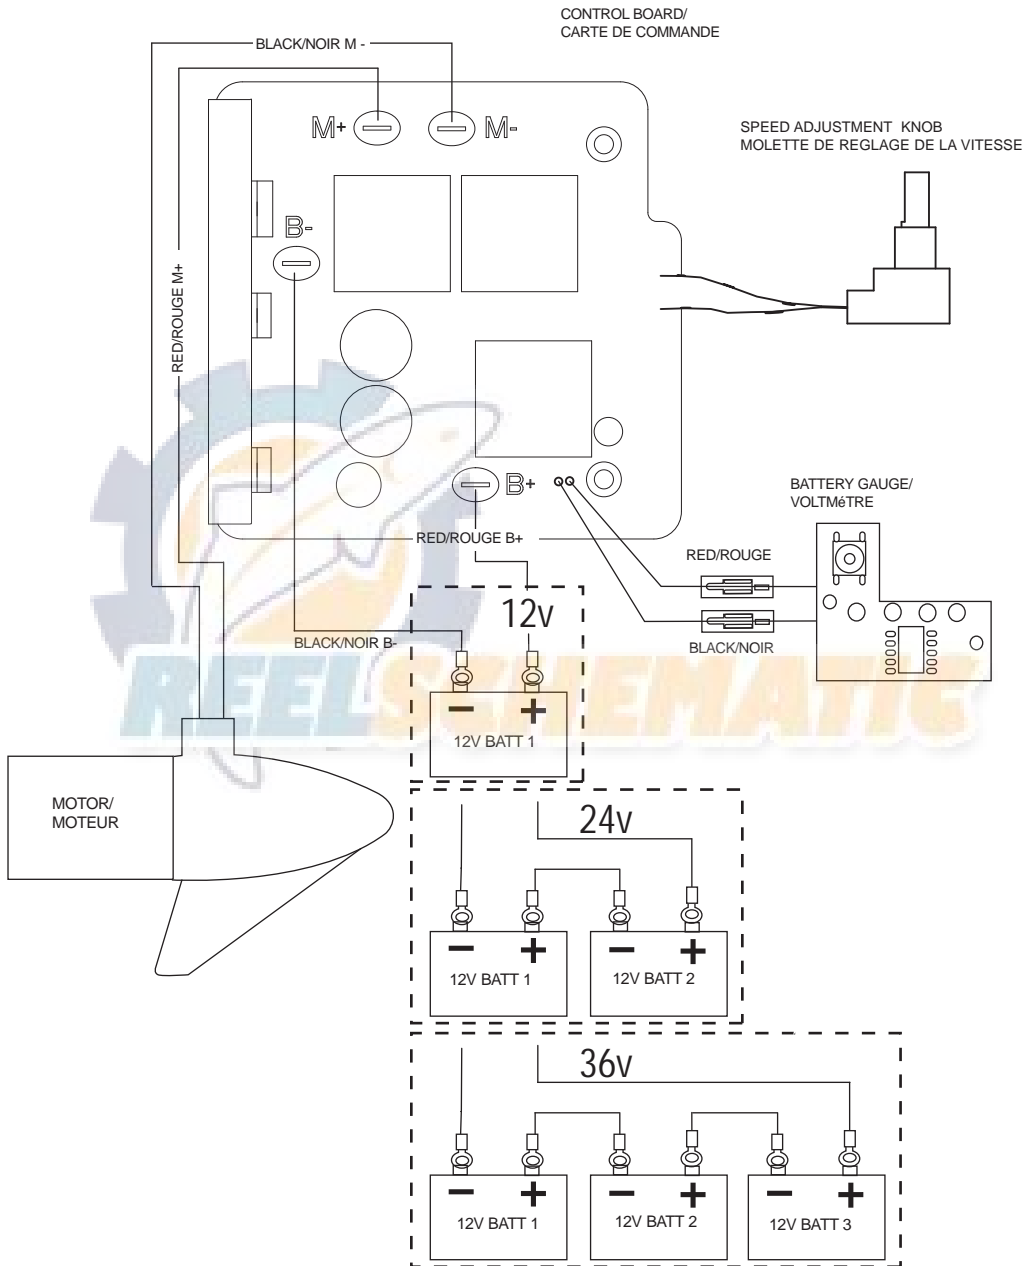 CONTROL BOARD/
CARTE DE COMMANDE
BLACK/NOIR M -
M+
M-
SPEED ADJUSTMENT KNOB
MOLETTE DE REGLAGE DE LA VITESSE
B-
RED/ROUGE M+
B+
BATTERY GAUGE/
VOLTMéTRE
RED/ROUGE B+
RED/ROUGE
12v
BLACK/NOIR B-
BLACK/NOIR
REELSCHEMATIC
- +
12V BATT 1
MOTOR/
MOTEUR
24v
- + - +
12V BATT 1
12V BATT 2
36v
- + - + - +
12V BATT 1
12V BATT 2
12V BATT 3